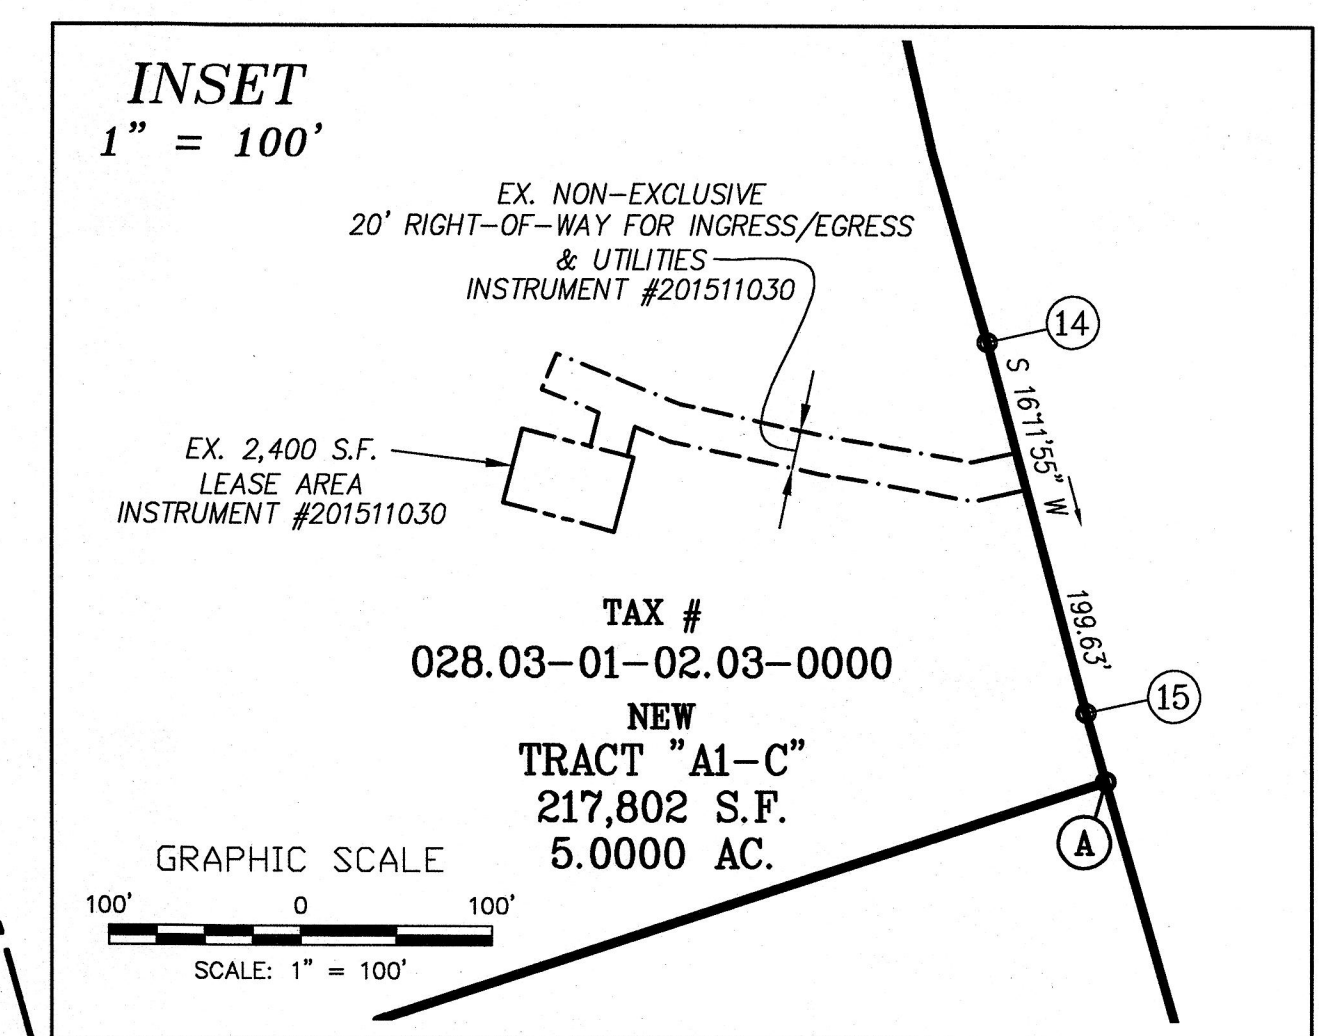 INSET
1" = 100'
EX. NON-EXCLUSIVE
20' RIGHT-OF-WAY FOR INGRESS/EGRESS
& UTILITIES
INSTRUMENT #201511030
14
S 16°11'55" W
EX. 2,400 S.F.
LEASE AREA
INSTRUMENT #201511030
199.63'
TAX #
028.03-01-02.03-0000
15
NEW
TRACT "A1-C"
217,802 S.F.
5.0000 AC.
A
GRAPHIC SCALE
100' 0 100'
SCALE: 1" = 100'